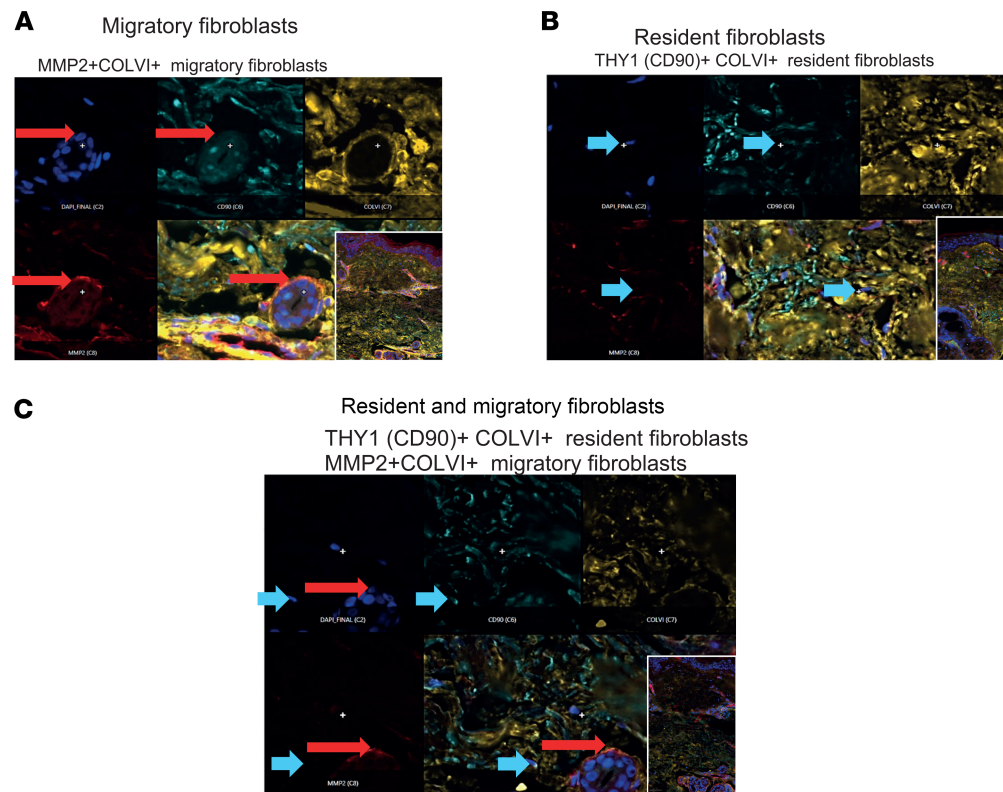 A
Migratory fibroblasts
MMP2+COLVI+ migratory fibroblasts
DAPI_FINAL (C2)
CD90 (C6)
COLVI (C7)
MMP2 (C8)
B
Resident fibroblasts
THY1 (CD90)+ COLVI+ resident fibroblasts
DAPI_FINAL (C2)
CD90 (C6)
COLVI (C7)
MMP2 (C8)
C
Resident and migratory fibroblasts
THY1 (CD90)+ COLVI+ resident fibroblasts
MMP2+COLVI+ migratory fibroblasts
DAPI_FINAL (C2)
CD90 (C6)
COLVI (C7)
MMP2 (C8)